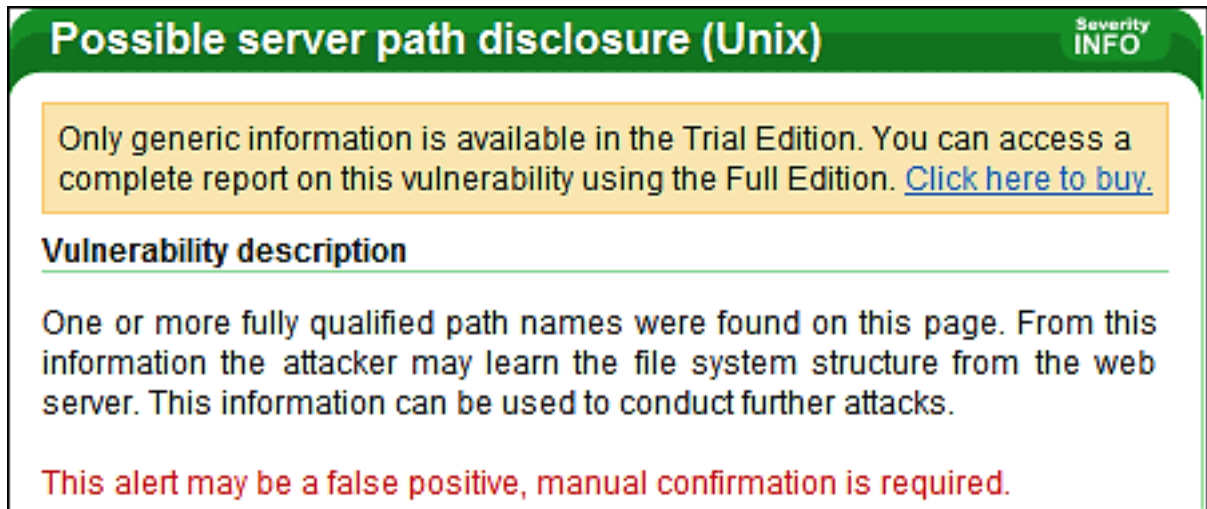 Possible server path disclosure (Unix)
Severity
INFO
Only generic information is available in the Trial Edition. You can access a
complete report on this vulnerability using the Full Edition. Click here to buy.
Vulnerability description
One or more fully qualified path names were found on this page. From this
information the attacker may learn the file system structure from the web
server. This information can be used to conduct further attacks.
This alert may be a false positive, manual confirmation is required.